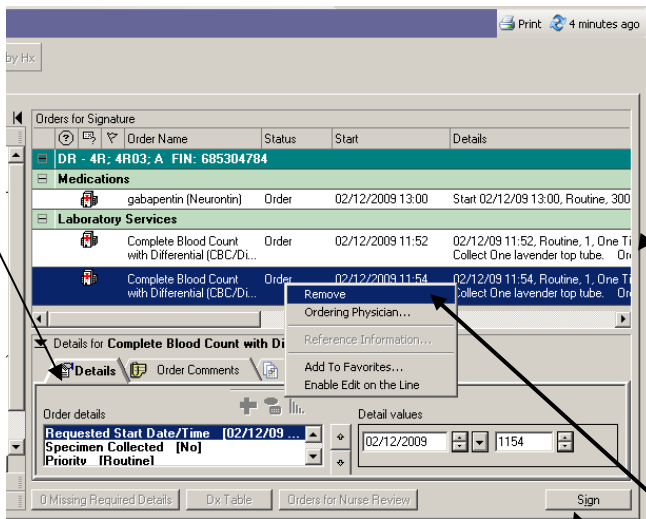 Print 4 minutes ago
by Hx
Orders for Signature
Order Name Status Start Details
DR - 4R; 4R03; A FIN: 685304784
Medications
gabapentin (Neurontin) Order 02/12/2009 13:00 Start 02/12/09 13:00, Routine, 300
Laboratory Services
Complete Blood Count Order 02/12/2009 11:52 02/12/09 11:52, Routine, 1, One Ti
with Differential (CBC/Di... Collect One lavender top tube. Or
Complete Blood Count Order 02/12/2009 11:54 02/12/09 11:54, Routine, 1, One Ti
with Differential (CBC/Di... Collect One lavender top tube. Or
Remove
Ordering Physician...
Reference Information...
Add To Favorites...
Enable Edit on the Line
Details for Complete Blood Count with Di
Details Order Comments
Order details Detail values
Requested Start Date/Time [02/12/09 ... 02/12/2009 1154
Specimen Collected [No]
Priority [Routine]
0 Missing Required Details Dx Table Orders for Nurse Review Sign